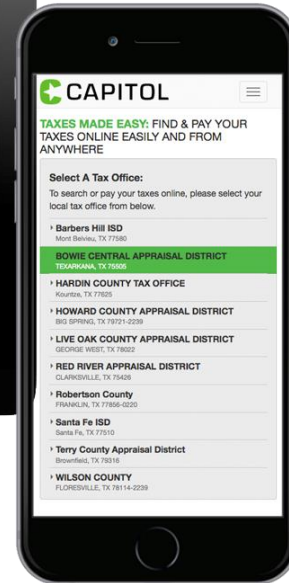 CAPITOL
TAXES MADE EASY: FIND & PAY YOUR
TAXES ONLINE EASILY AND FROM
ANYWHERE
Select A Tax Office:
To search or pay your taxes online, please select your
local tax office from below.
Barbers Hill ISD
Mont Belvieu, TX 77580
BOWIE CENTRAL APPRAISAL DISTRICT
TEXARKANA, TX 75505
HARDIN COUNTY TAX OFFICE
Kountze, TX 77625
HOWARD COUNTY APPRAISAL DISTRICT
BIG SPRING, TX 79721-2239
LIVE OAK COUNTY APPRAISAL DISTRICT
GEORGE WEST, TX 78022
RED RIVER APPRAISAL DISTRICT
CLARKSVILLE, TX 75426
Robertson County
FRANKLIN, TX 77856-0220
Santa Fe ISD
Santa Fe, TX 77510
Terry County Appraisal District
Brownfield, TX 79316
WILSON COUNTY
FLORESVILLE, TX 78114-2239